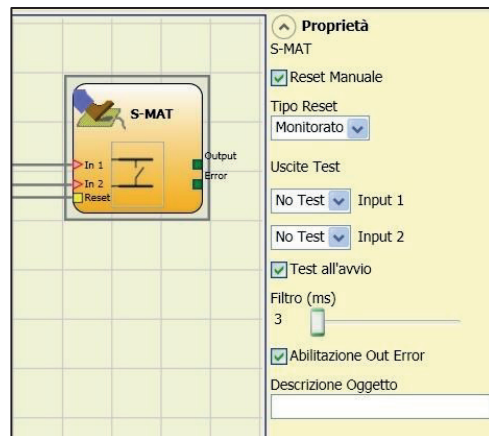 S-MAT
In 1
In 2
Reset
Output
Error
Proprietà
S-MAT
Reset Manuale
Tipo Reset
Monitorato
Uscite Test
No Test Input 1
No Test Input 2
Test all'avvio
Filtro (ms)
3
Abilitazione Out Error
Descrizione Oggetto